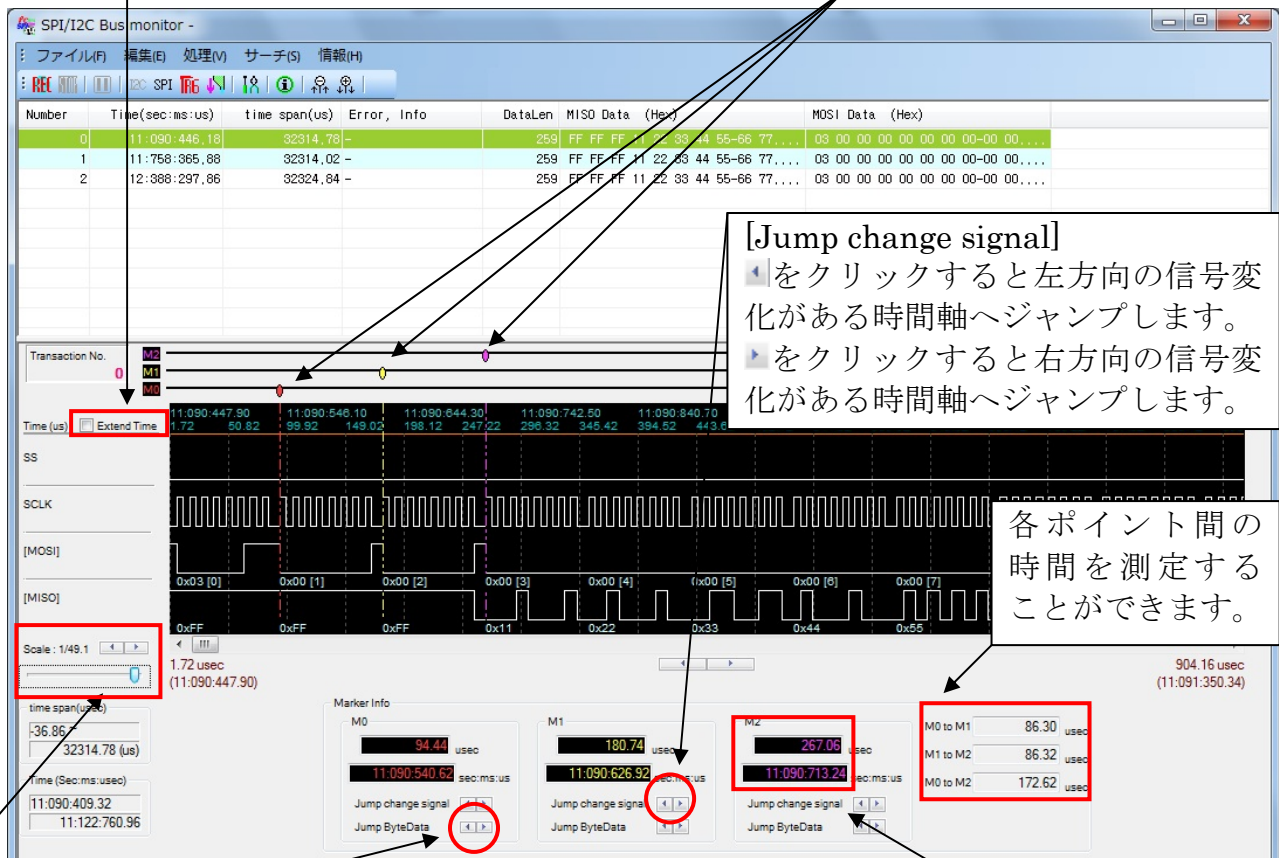 SPI/I2C Bus monitor -
ファイル(F) 編集(E) 処理(V) サーチ(S) 情報(H)
REC I2C SPI TRG
Number Time(sec:ms:us) time span(us) Error, Info DataLen MISO Data (Hex) MOSI Data (Hex)
0 11:090:446,18 32314,78 - 259 FF FF FF 11 22 33 44 55-66 77.... 03 00 00 00 00 00 00 00-00 00....
1 11:758:365,88 32314,02 - 259 FF FF FF 11 22 33 44 55-66 77.... 03 00 00 00 00 00 00 00-00 00....
2 12:388:297,86 32324,84 - 259 FF FF FF 11 22 33 44 55-66 77.... 03 00 00 00 00 00 00 00-00 00....
[Jump change signal]
をクリックすると左方向の信号変
化がある時間軸へジャンプします。
をクリックすると右方向の信号変
化がある時間軸へジャンプします。
Transaction No.
0
M2
M1
M0
11:090:447.90 11:090:546.10 11:090:644.30 11:090:742.50 11:090:840.70
Time (us) Extend Time 1.72 50.82 99.92 149.02 198.12 247.22 296.32 345.42 394.52 443.6
SS
SCLK
[MOSI]
0x03 [0] 0x00 [1] 0x00 [2] 0x00 [3] 0x00 [4] 0x00 [5] 0x00 [6] 0x00 [7]
[MISO]
0xFF 0xFF 0xFF 0x11 0x22 0x33 0x44 0x55
各ポイント間の
時間を測定する
ことができます。
Scale : 1/49.1
1.72 usec
(11:090:447.90)
904.16 usec
(11:091:350.34)
time span(usec)
-36.86
32314.78 (us)
Time (Sec:ms:usec)
11:090:409.32
11:122:760.96
Marker Info
M0
94.44 usec
11:090:540.62 sec:ms:us
Jump change signal
Jump ByteData
M1
180.74 usec
11:090:626.92 sec:ms:us
Jump change signal
Jump ByteData
M2
267.06 usec
11:090:713.24 sec:ms:us
Jump change signal
Jump ByteData
M0 to M1 86.30 usec
M1 to M2 86.32 usec
M0 to M2 172.62 usec